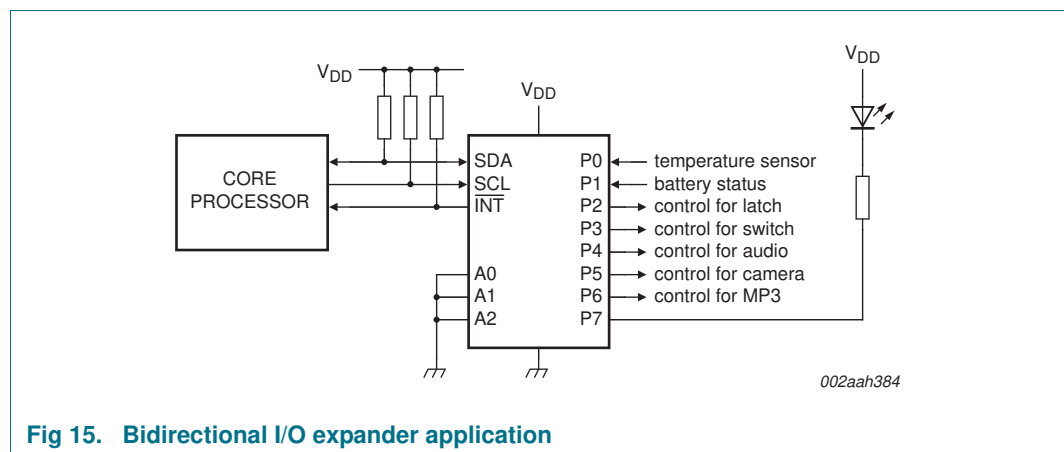 VDD
VDD
VDD
CORE
PROCESSOR
SDA
SCL
INT
A0
A1
A2
P0
P1
P2
P3
P4
P5
P6
P7
temperature sensor
battery status
control for latch
control for switch
control for audio
control for camera
control for MP3
002aah384
Fig 15. Bidirectional I/O expander application